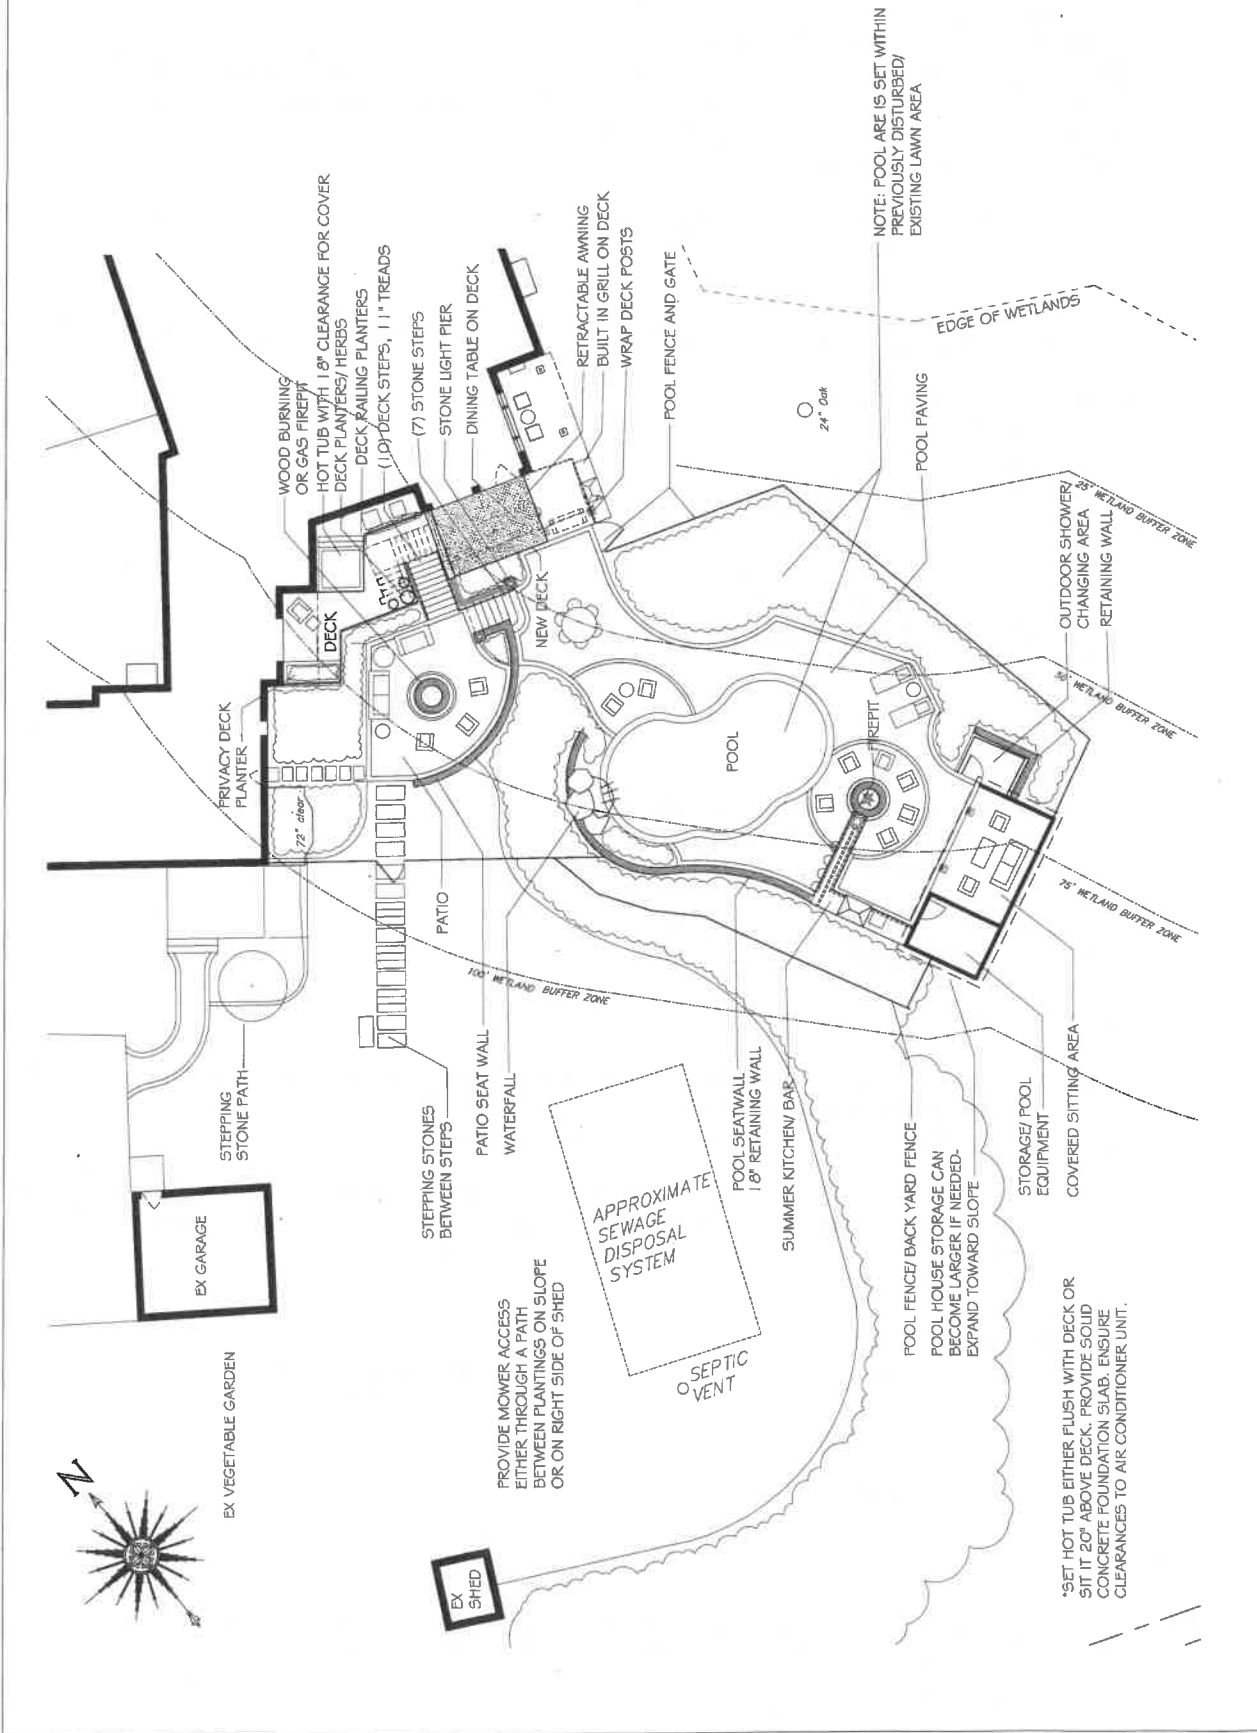 N
EX VEGETABLE GARDEN
EX GARAGE
STEPPING
STONE PATH
PRIVACY DECK
PLANTER
72" clear
DECK
WOOD BURNING
OR GAS FIREPIT
HOT TUB WITH 18" CLEARANCE FOR COVER
DECK PLANTERS/ HERBS
DECK RAILING PLANTERS
(10) DECK STEPS, 11" TREADS
(7) STONE STEPS
STONE LIGHT PIER
DINING TABLE ON DECK
NEW DECK
RETRACTABLE AWNING
BUILT IN GRILL ON DECK
WRAP DECK POSTS
POOL FENCE AND GATE
NOTE: POOL ARE IS SET WITHIN
PREVIOUSLY DISTURBED/
EXISTING LAWN AREA
EDGE OF WETLANDS
24" Oak
POOL PAVING
25' WETLAND BUFFER ZONE
OUTDOOR SHOWER/
CHANGING AREA
RETAINING WALL
50' WETLAND BUFFER ZONE
75' WETLAND BUFFER ZONE
100' WETLAND BUFFER ZONE
POOL
FIREPIT
PATIO
STEPPING STONES
BETWEEN STEPS
PATIO SEAT WALL
WATERFALL
POOL SEATWALL
18" RETAINING WALL
SUMMER KITCHEN/ BAR
APPROXIMATE
SEWAGE
DISPOSAL
SYSTEM
SEPTIC
VENT
PROVIDE MOWER ACCESS
EITHER THROUGH A PATH
BETWEEN PLANTINGS ON SLOPE
OR ON RIGHT SIDE OF SHED
EX
SHED
POOL FENCE/ BACK YARD FENCE
POOL HOUSE STORAGE CAN
BECOME LARGER IF NEEDED-
EXPAND TOWARD SLOPE
STORAGE/ POOL
EQUIPMENT
COVERED SITTING AREA
*SET HOT TUB EITHER FLUSH WITH DECK OR
SIT IT 20" ABOVE DECK. PROVIDE SOLID
CONCRETE FOUNDATION SLAB. ENSURE
CLEARANCES TO AIR CONDITIONER UNIT.